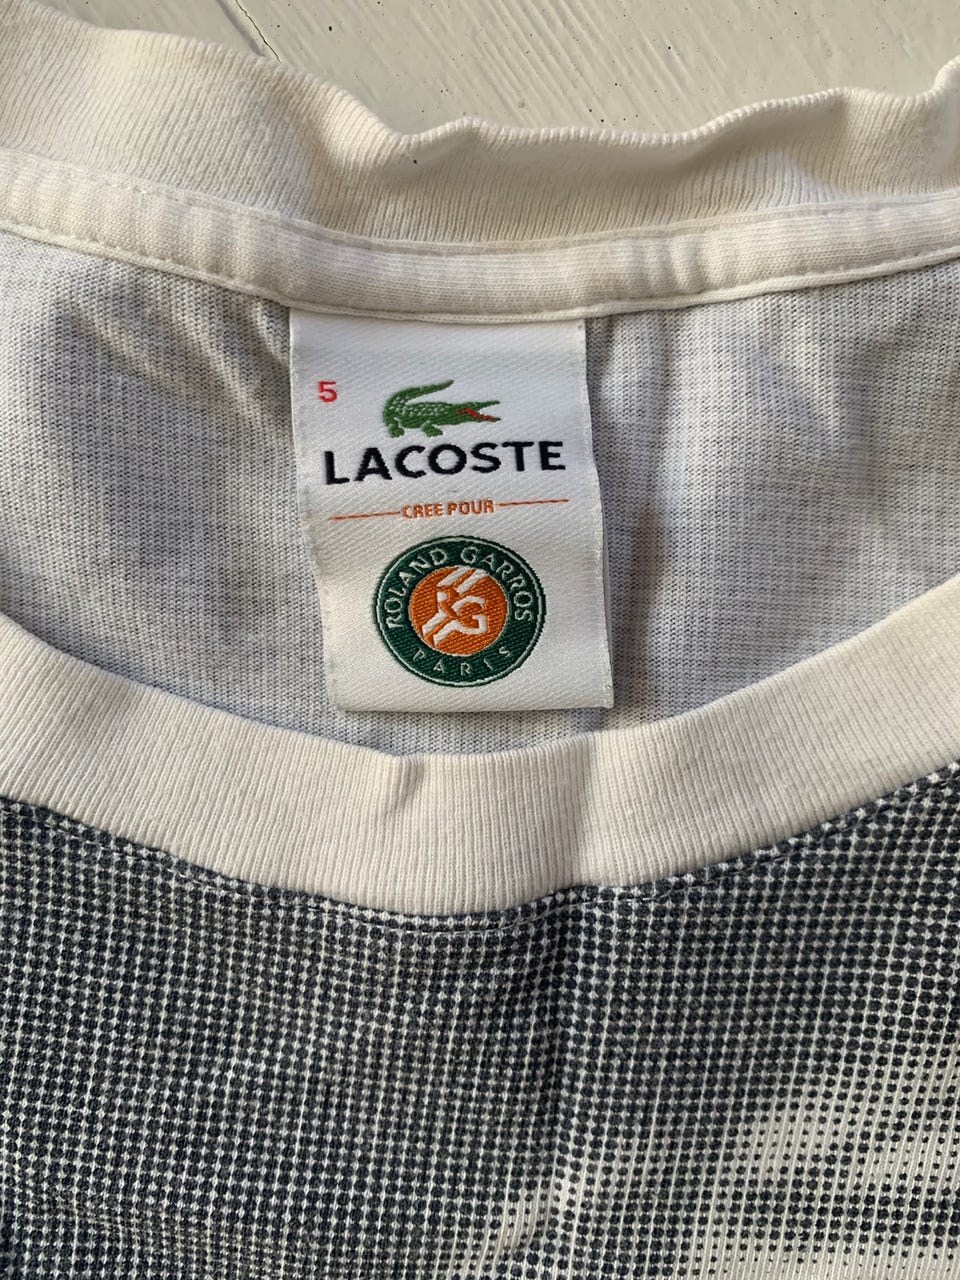 5
LACOSTE
CREE POUR
ROLAND GARROS
RG
PARIS